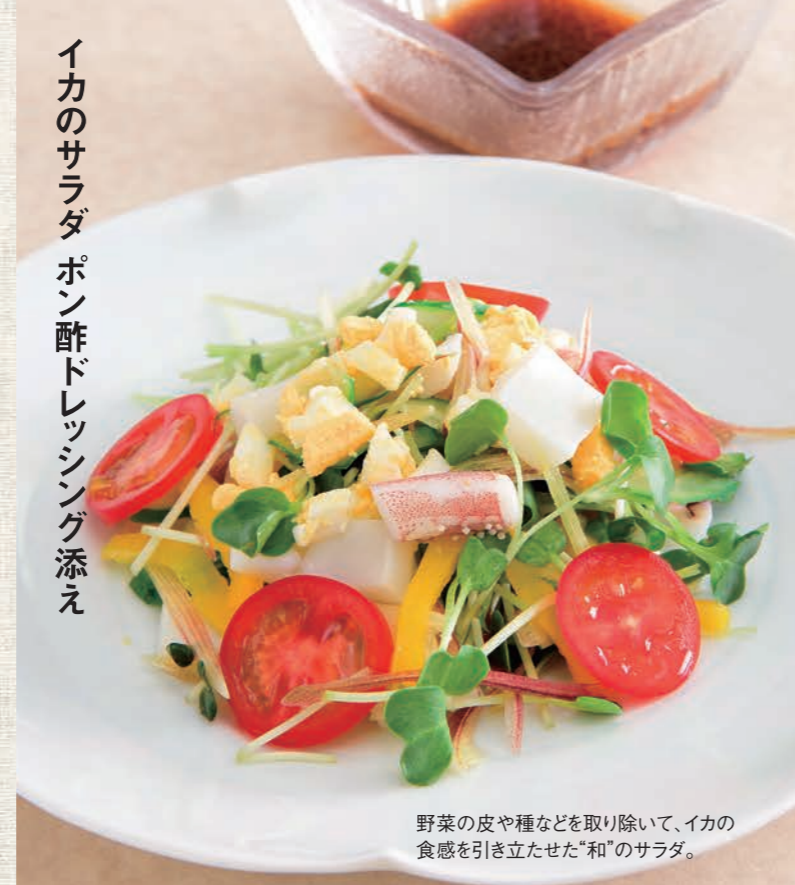 イカのサラダ ポン酢ドレッシング添え
野菜の皮や種などを取り除いて、イカの
食感を引き立たせた“和”のサラダ。